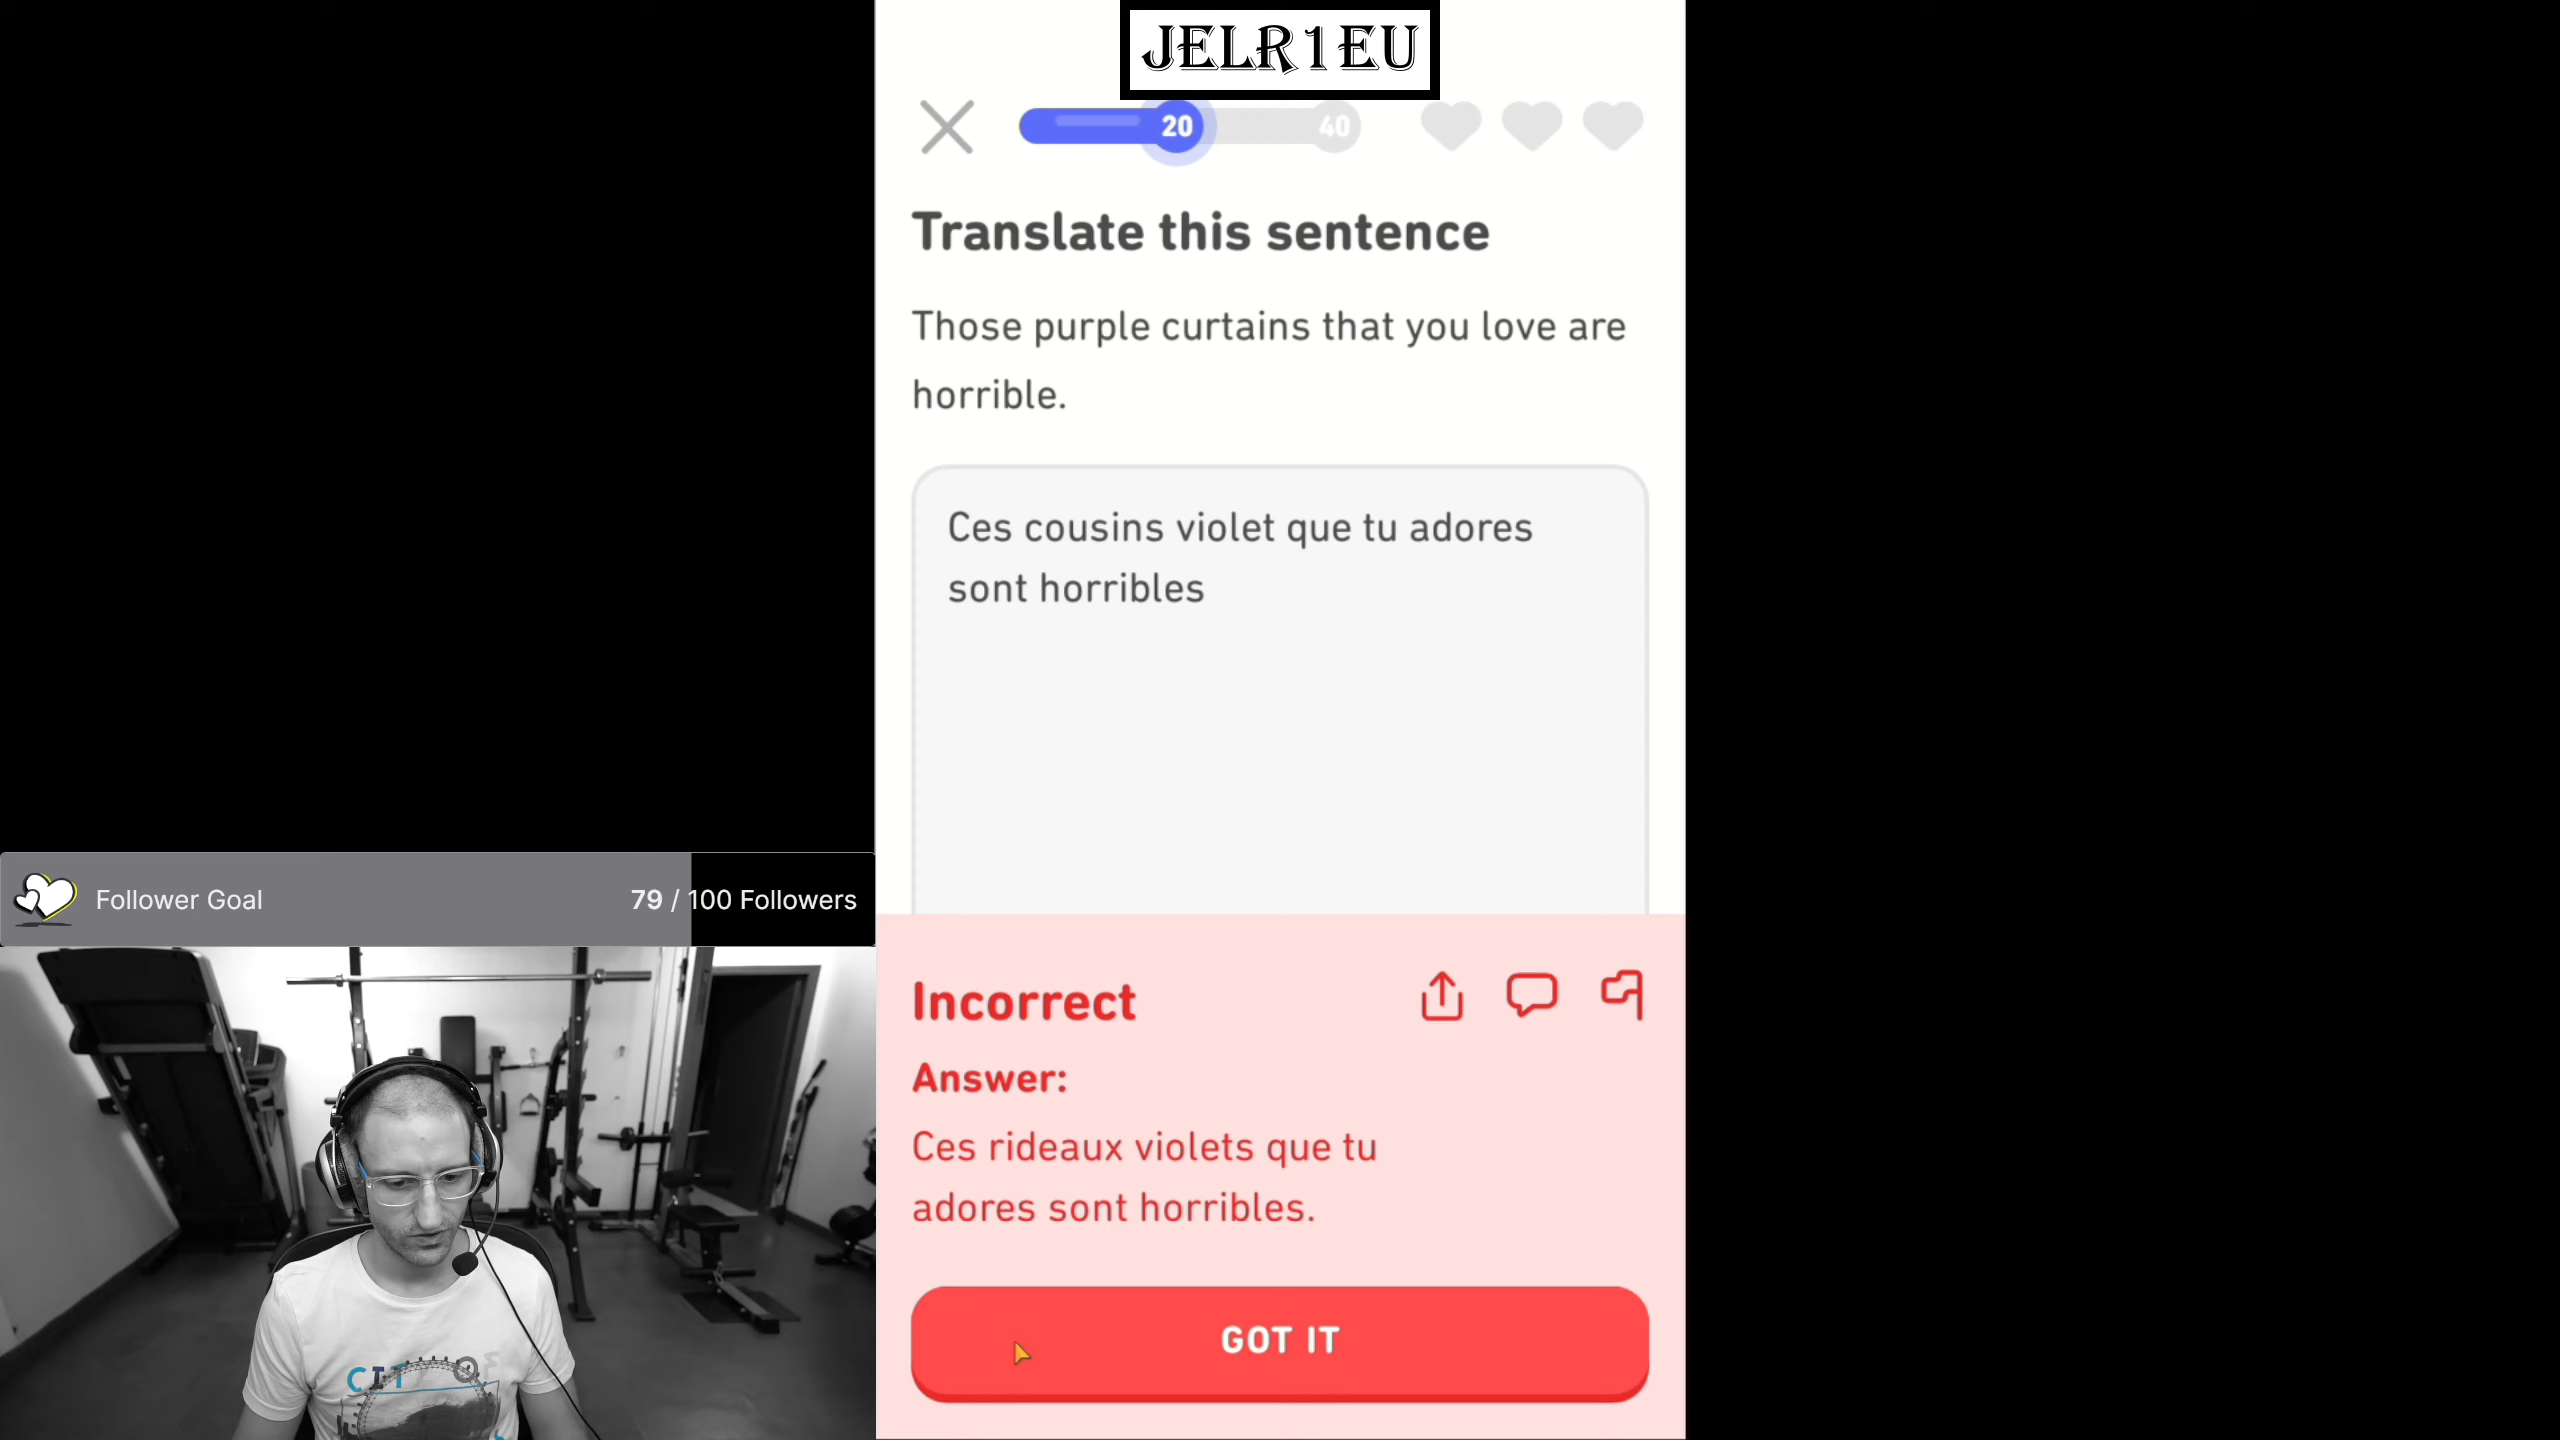 JELR1EU
20
40
Translate this sentence
Those purple curtains that you love are
horrible.
Ces cousins violet que tu adores
sont horribles
Follower Goal
79 / 100 Followers
Incorrect
Answer:
Ces rideaux violets que tu
adores sont horribles.
GOT IT